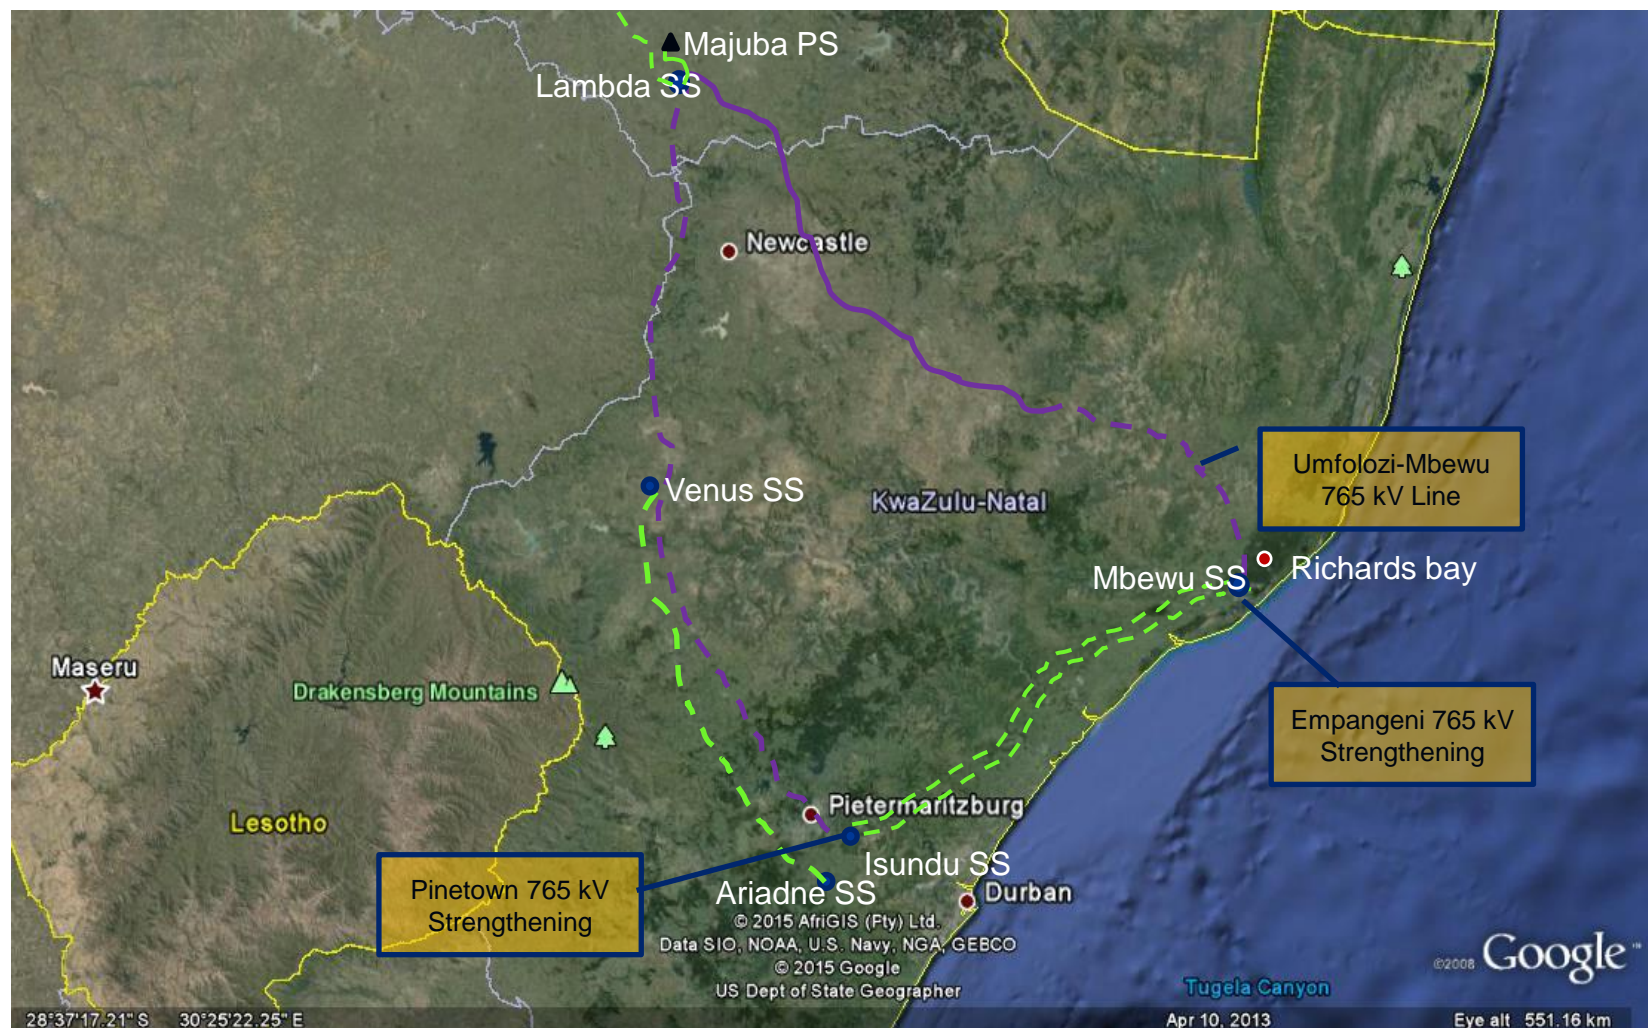 Majuba PS
Lambda SS
Newcastle
Umfolozi-Mbewu
765 kV Line
Venus SS
KwaZulu-Natal
Richards bay
Mbewu SS
Maseru
Drakensberg Mountains
Empangeni 765 kV
Strengthening
Pietermaritzburg
Lesotho
Isundu SS
Pinetown 765 kV
Strengthening
Ariadne SS
Durban
© 2015 AfriGIS (Pty) Ltd.
Data SIO, NOAA, U.S. Navy, NGA, GEBCO
© 2015 Google
US Dept of State Geographer
©2008 Google™
Tugela Canyon
28°37'17.21" S 30°25'22.25" E
Apr 10, 2013
Eye alt 551.16 km